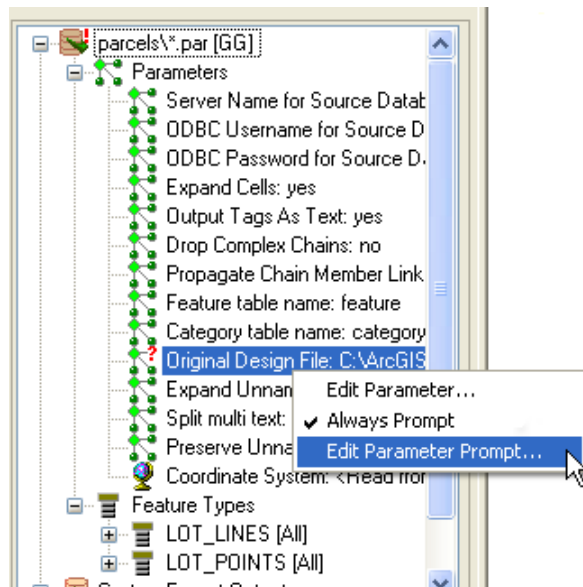 parcels\*.par [GG]
Parameters
Server Name for Source Datab
ODBC Username for Source D
ODBC Password for Source D
Expand Cells: yes
Output Tags As Text: yes
Drop Complex Chains: no
Propagate Chain Member Link
Feature table name: feature
Category table name: category
Original Design File: C:\ArcGIS
Expand Unnan
Edit Parameter...
Split multi text:
Always Prompt
Preserve Unna
Edit Parameter Prompt...
Coordinate System: <Read
Feature Types
LOT_LINES [All]
LOT_POINTS [All]